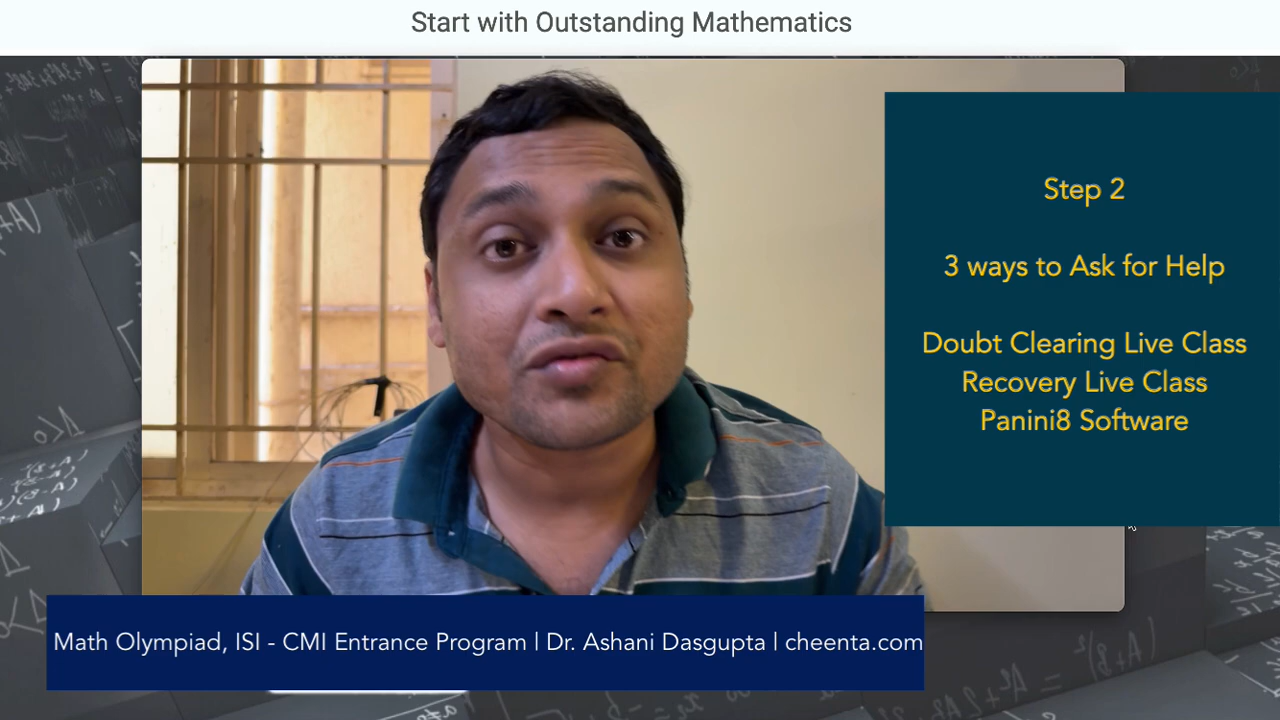 Start with Outstanding Mathematics
Step 2
3 ways to Ask for Help
Doubt Clearing Live Class
Recovery Live Class
Panini8 Software
Math Olympiad, ISI - CMI Entrance Program | Dr. Ashani Dasgupta | cheenta.com